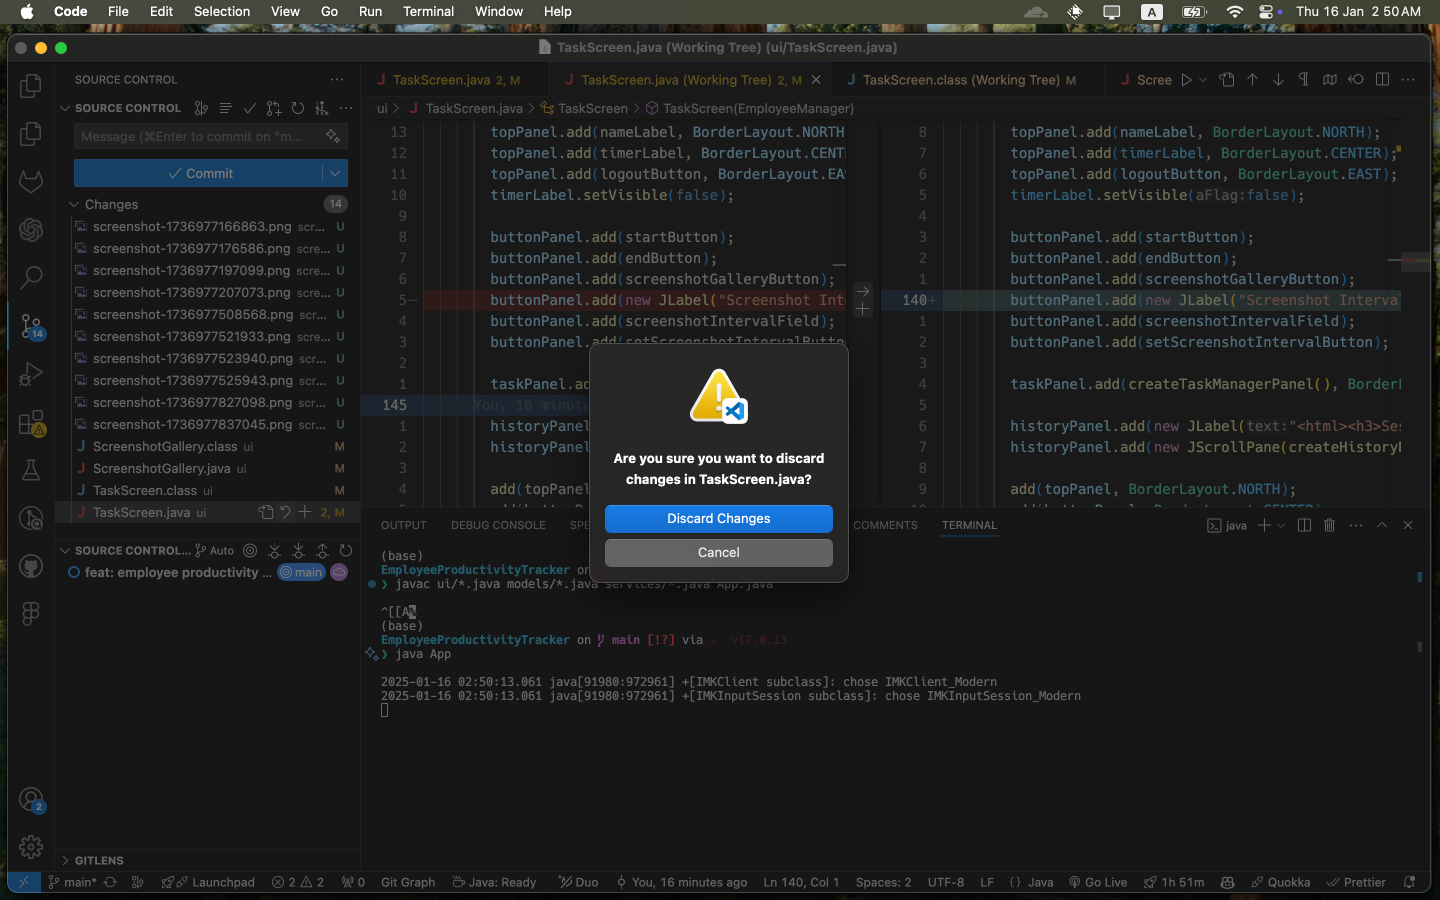 Code File Edit Selection View Go Run Terminal Window Help A Thu 16 Jan 2 50 AM
TaskScreen.java (Working Tree) (ui/TaskScreen.java)
SOURCE CONTROL
TaskScreen.java 2, M
TaskScreen.java (Working Tree) 2, M
TaskScreen.class (Working Tree) M
Scree
SOURCE CONTROL
ui > TaskScreen.java > TaskScreen > TaskScreen(EmployeeManager)
Message (⌘Enter to commit on "m...
Commit
Changes 14
screenshot-1736977166863.png scr... U
screenshot-1736977176586.png scre... U
screenshot-1736977197099.png scre... U
screenshot-1736977207073.png scre... U
screenshot-1736977508568.png scr... U
screenshot-1736977521933.png scre... U
screenshot-1736977523940.png scr... U
screenshot-1736977525943.png scr... U
screenshot-1736977827098.png scr... U
screenshot-1736977837045.png scr... U
ScreenshotGallery.class ui M
ScreenshotGallery.java ui M
TaskScreen.class ui M
TaskScreen.java ui 2, M
14
SOURCE CONTROL... Auto
feat: employee productivity ... main
GITLENS
2
13 topPanel.add(nameLabel, BorderLayout.NORTH
12 topPanel.add(timerLabel, BorderLayout.CENT
11 topPanel.add(logoutButton, BorderLayout.EA
10 timerLabel.setVisible(false);
9
8 buttonPanel.add(startButton);
7 buttonPanel.add(endButton);
6 buttonPanel.add(screenshotGalleryButton);
5− buttonPanel.add(new JLabel("Screenshot Int
4 buttonPanel.add(screenshotIntervalField);
3 buttonPanel.add(setScreenshotIntervalButto
2
1 taskPanel.ad
145 You, 16 minute
1 historyPanel
2 historyPanel
3
4 add(topPanel
8 topPanel.add(nameLabel, BorderLayout.NORTH);
7 topPanel.add(timerLabel, BorderLayout.CENTER);
6 topPanel.add(logoutButton, BorderLayout.EAST);
5 timerLabel.setVisible(aFlag:false);
4
3 buttonPanel.add(startButton);
2 buttonPanel.add(endButton);
1 buttonPanel.add(screenshotGalleryButton);
140+ buttonPanel.add(new JLabel("Screenshot Interva
1 buttonPanel.add(screenshotIntervalField);
2 buttonPanel.add(setScreenshotIntervalButton);
3
4 taskPanel.add(createTaskManagerPanel(), Border
5
6 historyPanel.add(new JLabel(text:"<html><h3>Se
7 historyPanel.add(new JScrollPane(createHistory
8
9 add(topPanel, BorderLayout.NORTH);
Are you sure you want to discard
changes in TaskScreen.java?
Discard Changes
Cancel
OUTPUT DEBUG CONSOLE SPE COMMENTS TERMINAL java
(base)
EmployeeProductivityTracker on
❯ javac ui/*.java models/*.java services/*.java App.java
^[[A
(base)
EmployeeProductivityTracker on main [!?] via v17.0.13
❯ java App
2025-01-16 02:50:13.061 java[91980:972961] +[IMKClient subclass]: chose IMKClient_Modern
2025-01-16 02:50:13.061 java[91980:972961] +[IMKInputSession subclass]: chose IMKInputSession_Modern
main* Launchpad 2 2 0 Git Graph Java: Ready Duo You, 16 minutes ago Ln 140, Col 1 Spaces: 2 UTF-8 LF {} Java Go Live 1h 51m Quokka Prettier